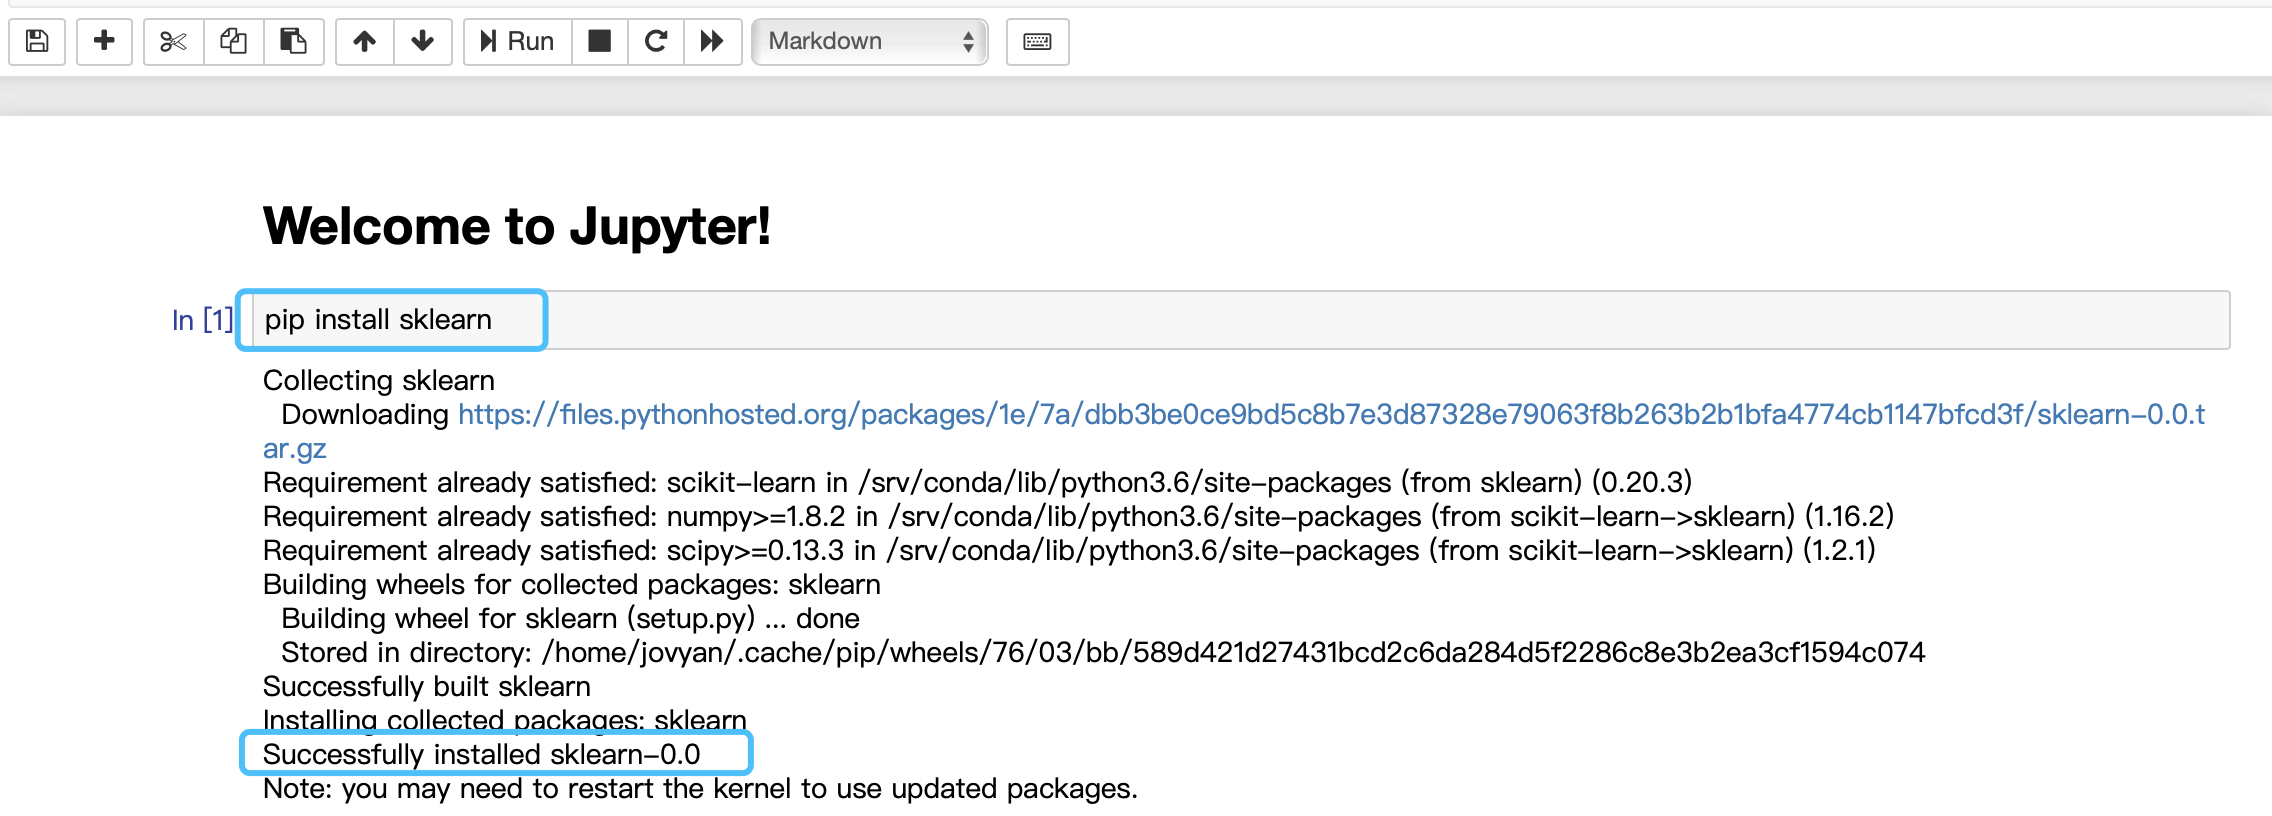 Run
Markdown
Welcome to Jupyter!
In [1]
pip install sklearn
Collecting sklearn
Downloading https://files.pythonhosted.org/packages/1e/7a/dbb3be0ce9bd5c8b7e3d87328e79063f8b263b2b1bfa4774cb1147bfcd3f/sklearn-0.0.t
ar.gz
Requirement already satisfied: scikit-learn in /srv/conda/lib/python3.6/site-packages (from sklearn) (0.20.3)
Requirement already satisfied: numpy>=1.8.2 in /srv/conda/lib/python3.6/site-packages (from scikit-learn->sklearn) (1.16.2)
Requirement already satisfied: scipy>=0.13.3 in /srv/conda/lib/python3.6/site-packages (from scikit-learn->sklearn) (1.2.1)
Building wheels for collected packages: sklearn
Building wheel for sklearn (setup.py) ... done
Stored in directory: /home/jovyan/.cache/pip/wheels/76/03/bb/589d421d27431bcd2c6da284d5f2286c8e3b2ea3cf1594c074
Successfully built sklearn
Installing collected packages: sklearn
Successfully installed sklearn-0.0
Note: you may need to restart the kernel to use updated packages.